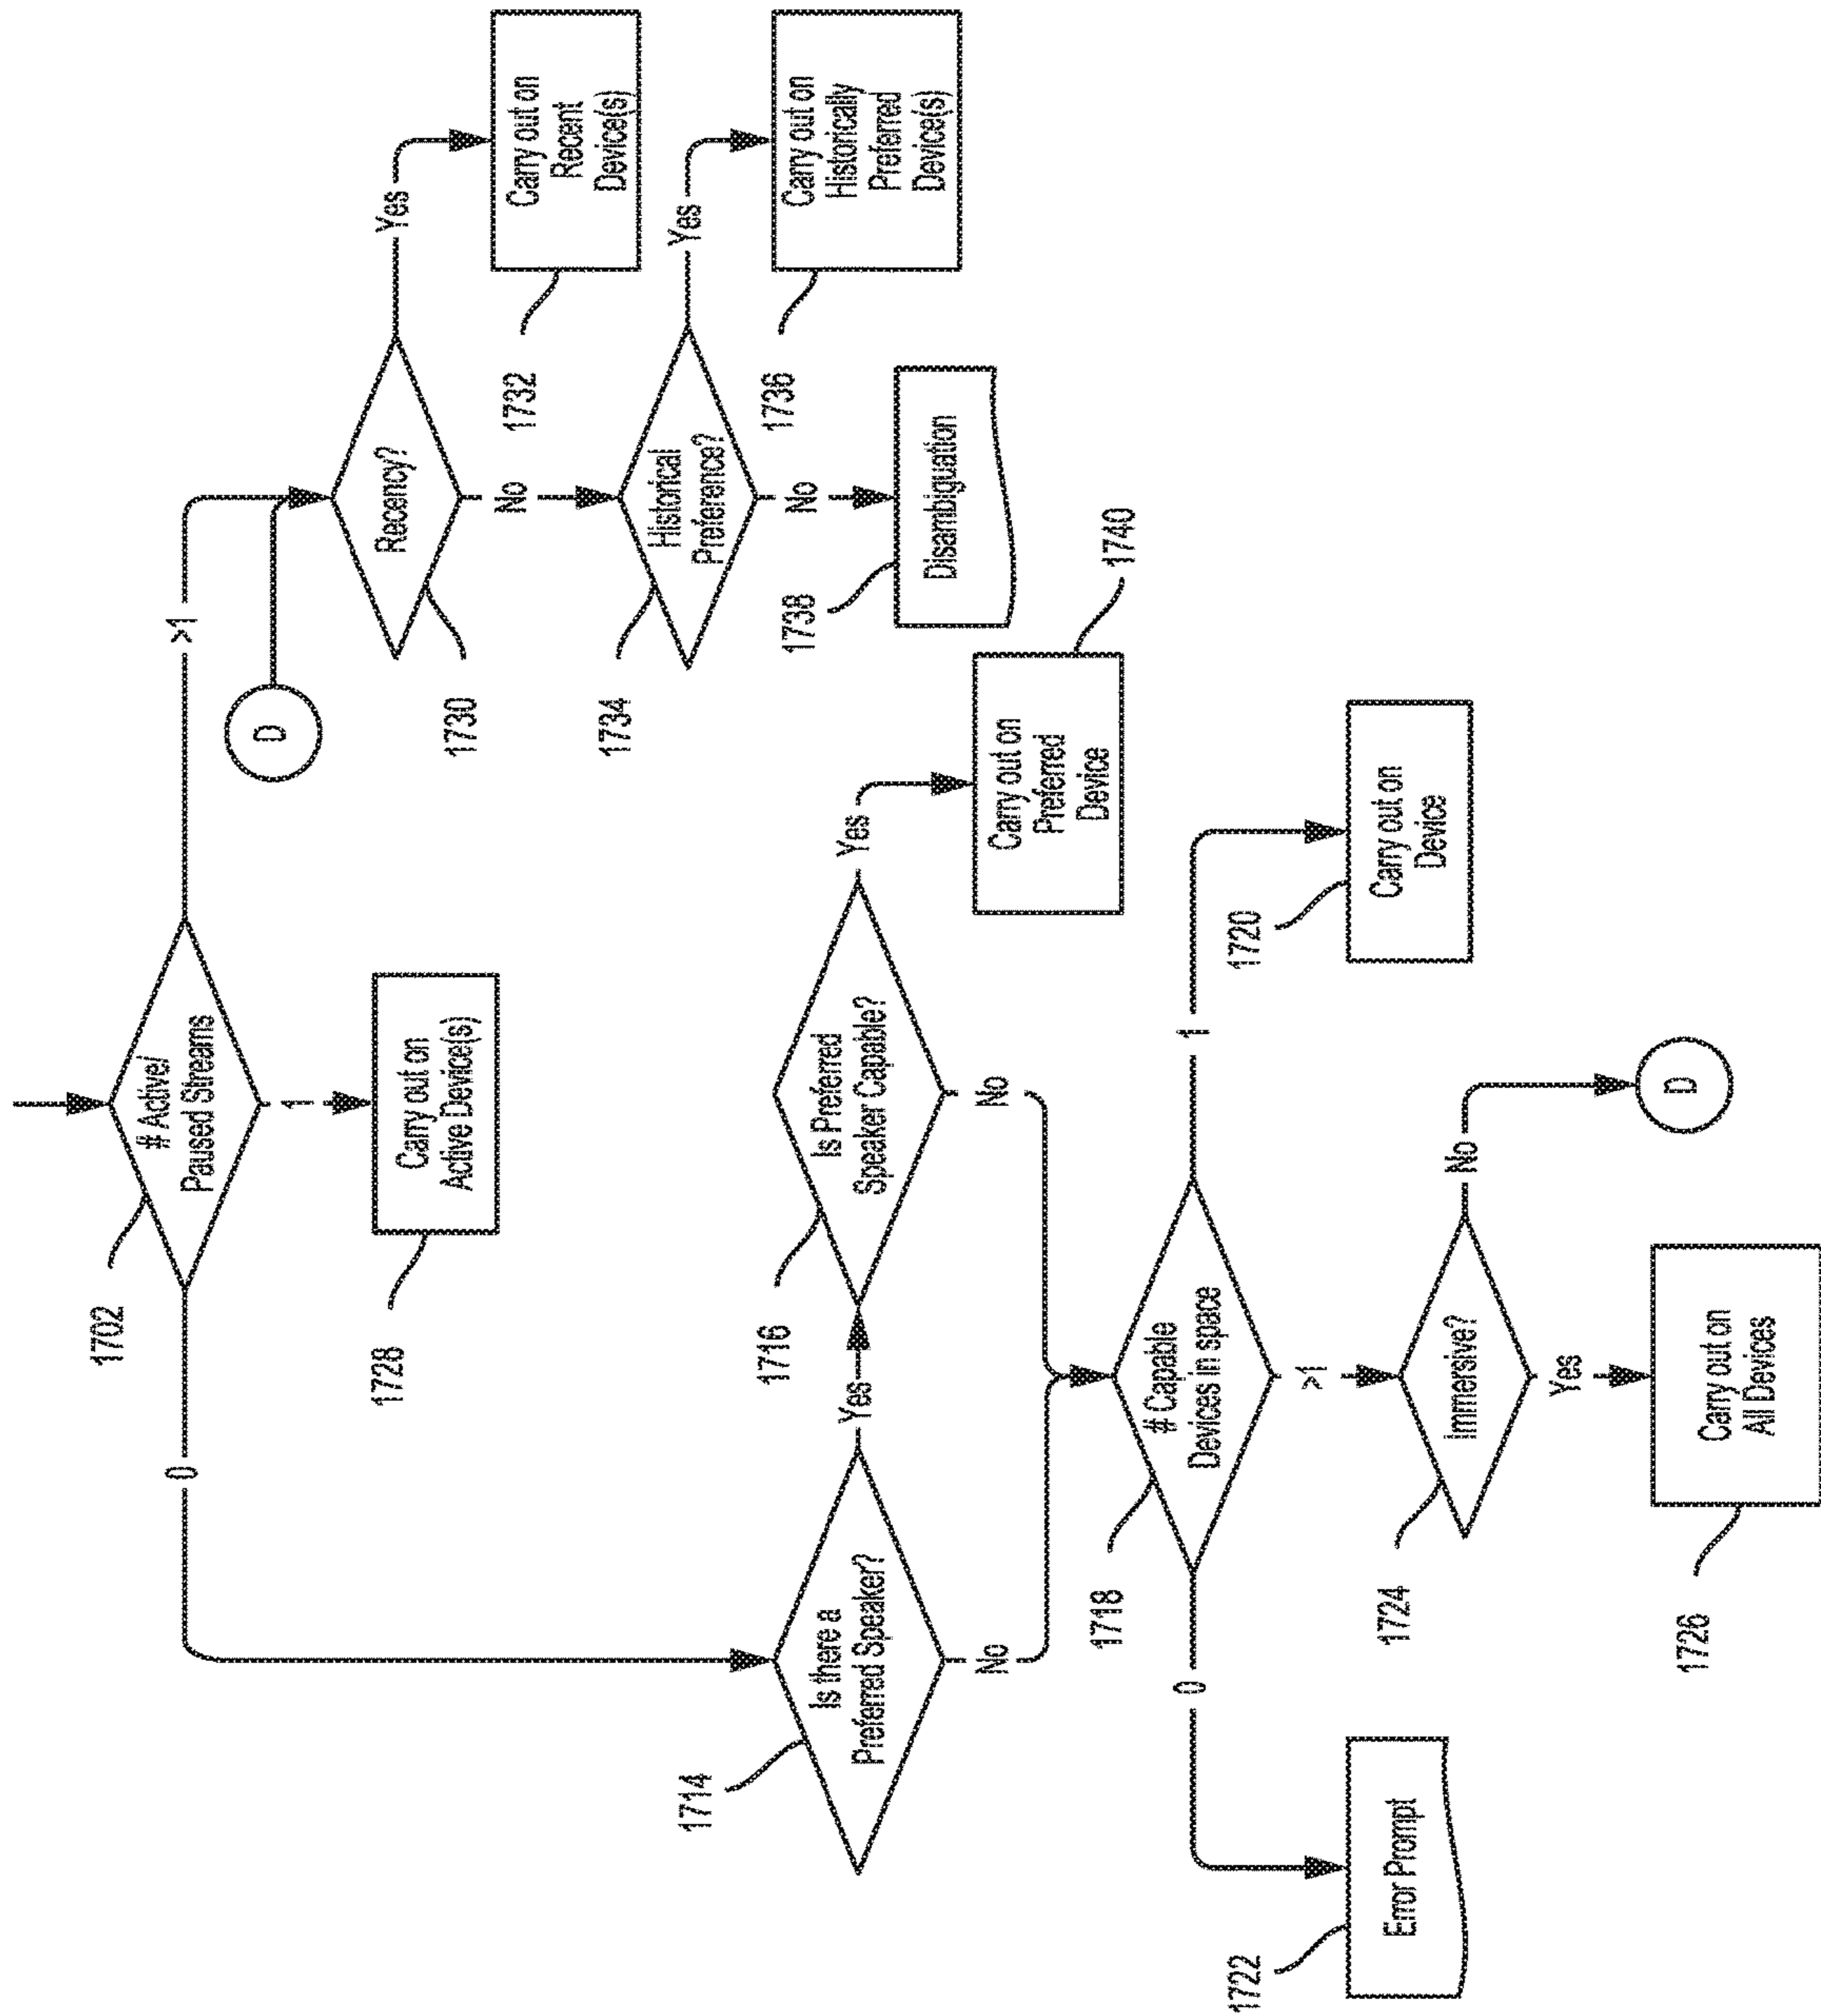 # Active/
Paused Streams
1702
0
1
>1
Carry out on
Active Device(s)
1728
D
Recency?
1730
Yes
No
Carry out on
Recent
Device(s)
1732
Historical
Preference?
1734
Yes
No
Carry out on
Historically
Preferred
Device(s)
1736
Disambiguation
1738
Is there a
Preferred Speaker?
1714
Yes
No
Is Preferred
Speaker Capable?
1716
Yes
No
Carry out on
Preferred
Device
1740
# Capable
Devices in space
1718
0
>1
1
Error Prompt
1722
Carry out on
Device
1720
Immersive?
1724
Yes
No
D
Carry out on
All Devices
1726